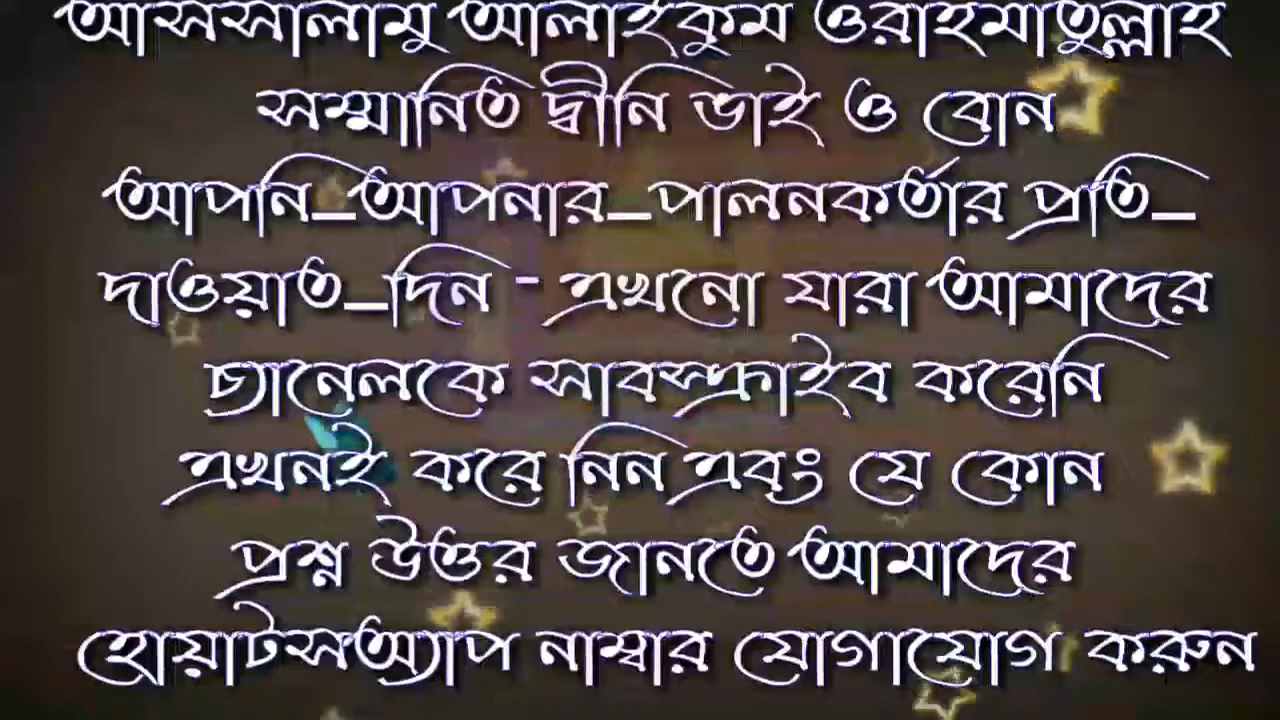 আসসালামু আলাইকুম ওরাহমাতুল্লাহ
সম্মানিত দ্বীনি ভাই ও বোন
আপনি_আপনার_পালনকর্তার প্রতি_
দাওয়াত_দিন - এখনো যারা আমাদের
চ্যানেলকে সাবস্ক্রাইব করেনি
এখনই করে নিন এবং যে কোন
প্রশ্ন উত্তর জানতে আমাদের
হোয়াটসঅ্যাপ নাম্বার যোগাযোগ করুন